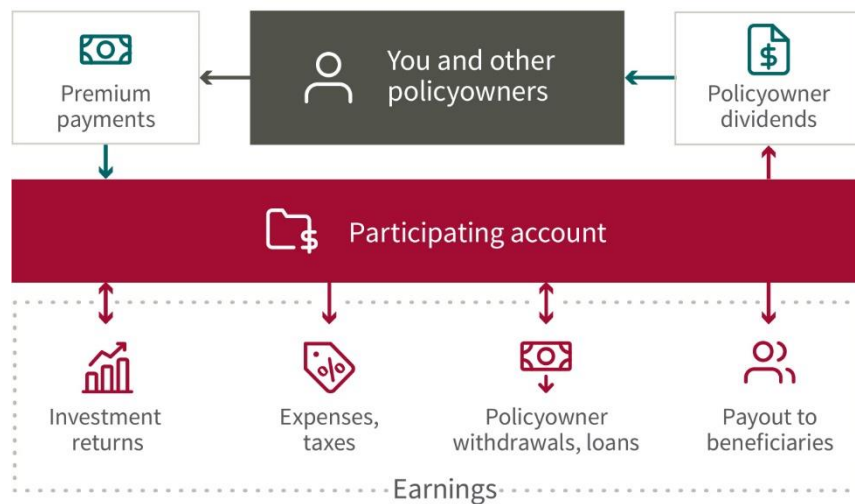 Premium
payments
You and other
policyowners
Policyowner
dividends
Participating account
Investment
returns
Expenses,
taxes
Policyowner
withdrawals, loans
Payout to
beneficiaries
Earnings